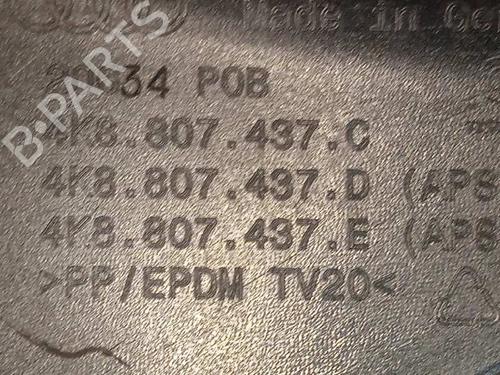 Made in Ge
34 POB
4K8.807.437.C
4K8.807.437.D (APS
4K8.807.437.E (APS
>PP/EPDM TV20<
B-PARTS